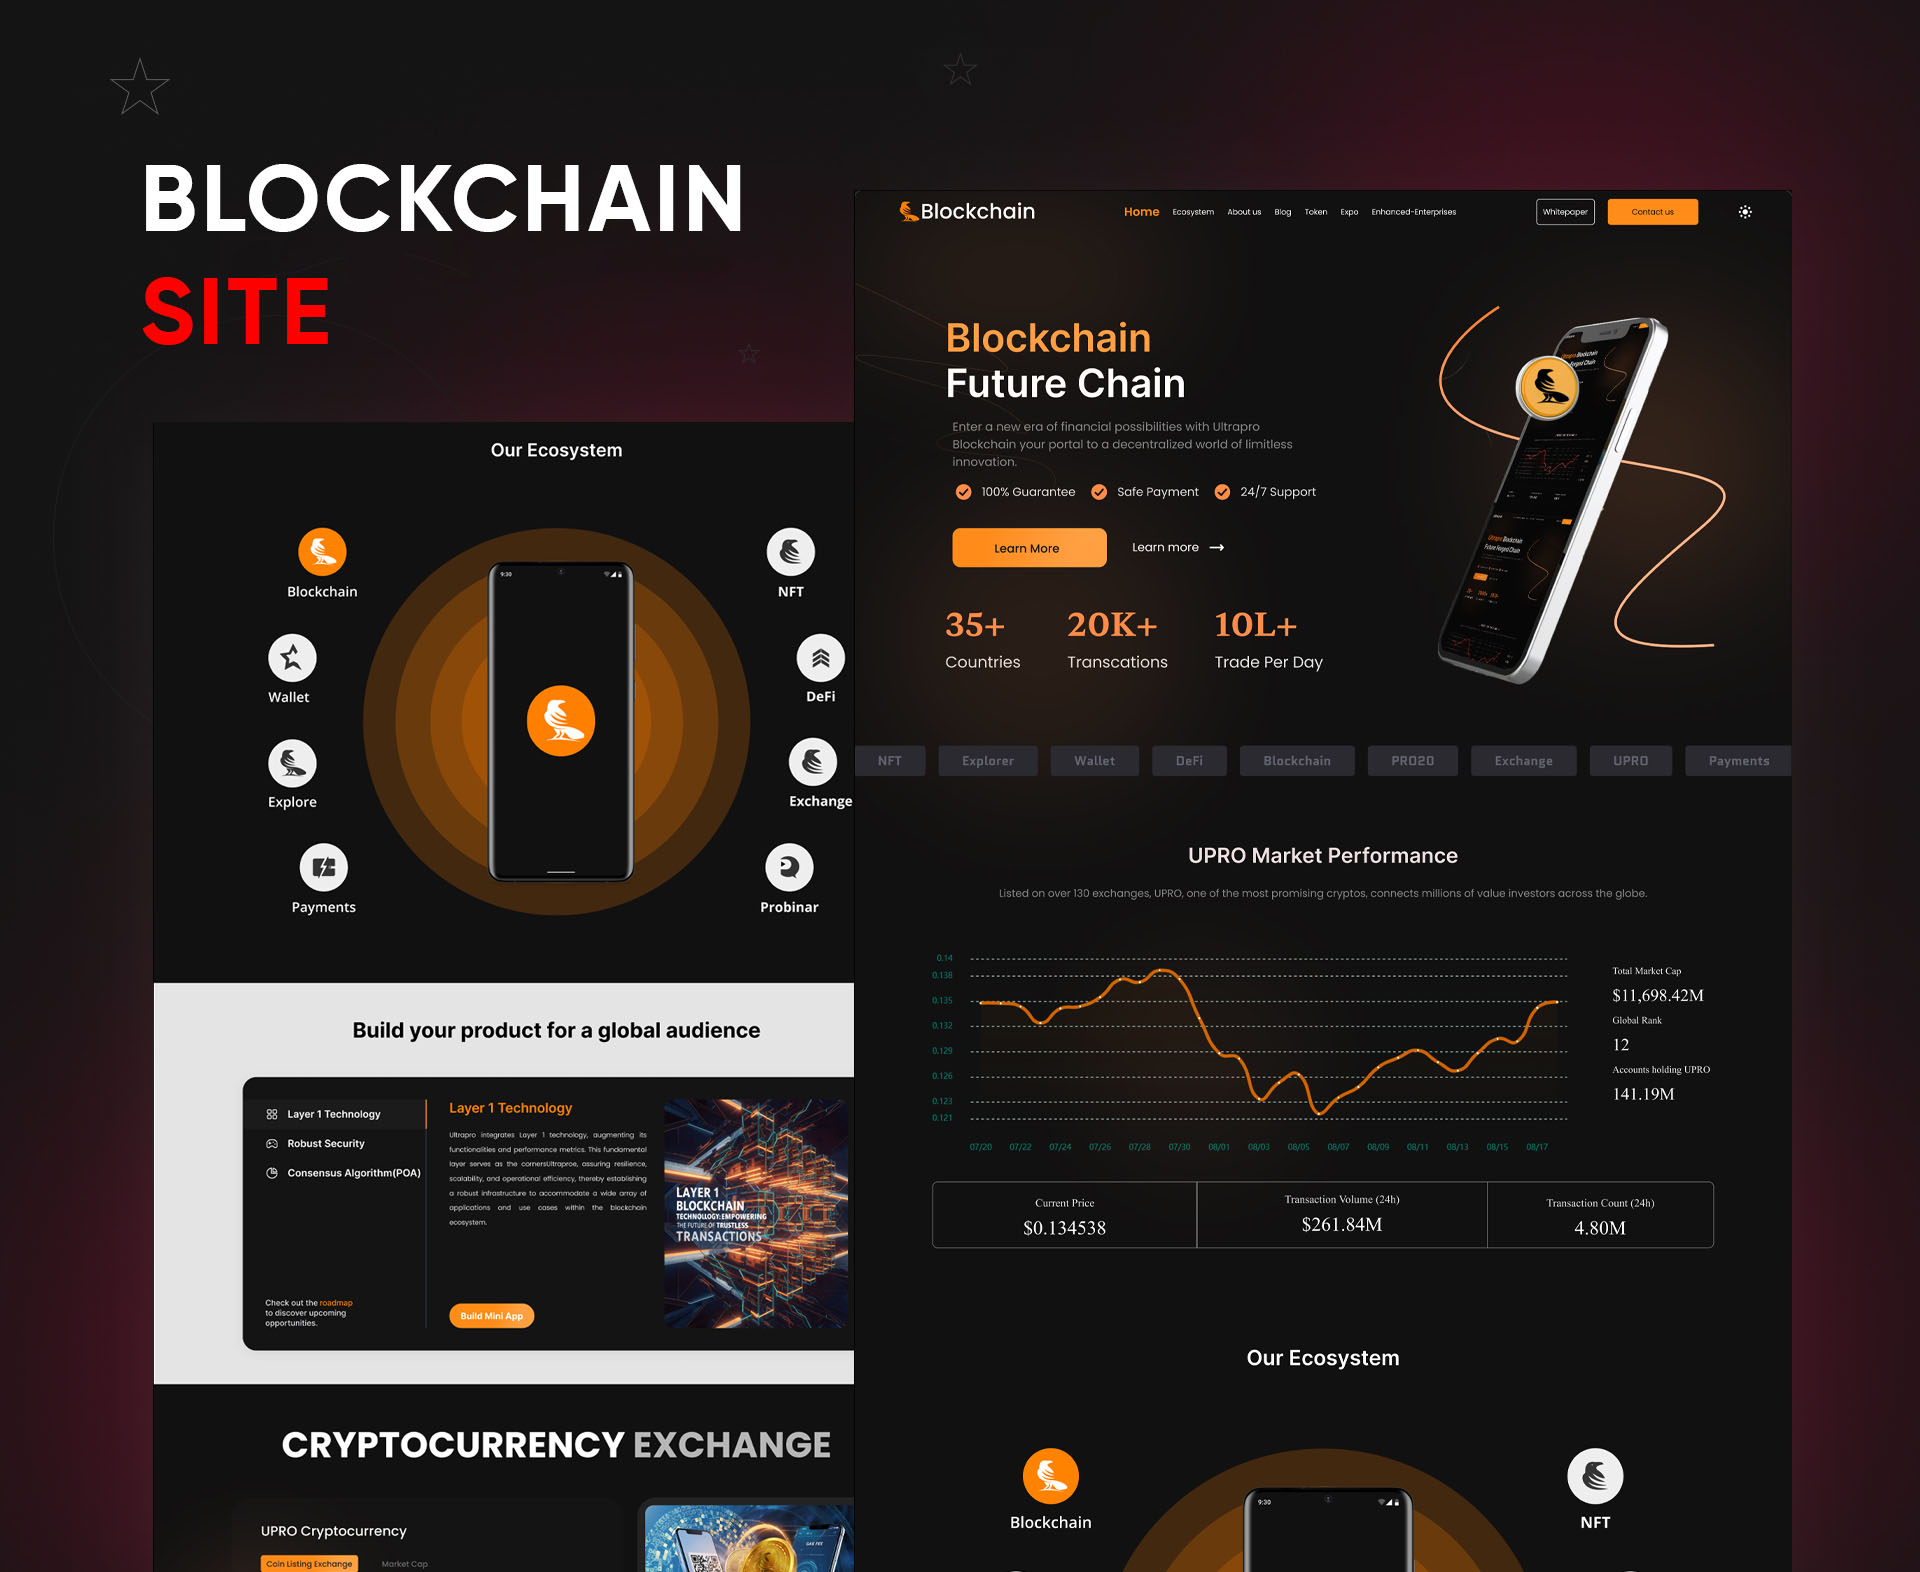 BLOCKCHAIN
SITE
Our Ecosystem
Blockchain
NFT
9:30
Wallet
DeFi
Explore
Exchange
Payments
Probinar
Build your product for a global audience
Layer 1 Technology
Robust Security
Consensus Algorithm(POA)
Check out the roadmap
to discover upcoming
opportunities.
Layer 1 Technology
Ultrapro integrates Layer 1 technology, augmenting its
functionalities and performance metrics. This fundamental
layer serves as the cornersUltraproe, assuring resilience,
scalability, and operational efficiency, thereby establishing
a robust infrastructure to accommodate a wide array of
applications and use cases within the blockchain
ecosystem.
Build Mini App
LAYER 1
BLOCKCHAIN
TECHNOLOGY: EMPOWERING
THE FUTURE OF TRUSTLESS
TRANSACTIONS
CRYPTOCURRENCY EXCHANGE
UPRO Cryptocurrency
Coin Listing Exchange
Market Cap
GAS FEE
Blockchain
Home Ecosystem About us Blog Token Expo Enhanced-Enterprises
Whitepaper
Contact us
Blockchain
Future Chain
Enter a new era of financial possibilities with Ultrapro
Blockchain your portal to a decentralized world of limitless
innovation.
100% Guarantee Safe Payment 24/7 Support
Learn More
Learn more
35+ 20K+ 10L+
Countries Transcations Trade Per Day
Ultrapro Blockchain
Future Forged Chain
NFT Explorer Wallet DeFi Blockchain PRO20 Exchange UPRO Payments
UPRO Market Performance
Listed on over 130 exchanges, UPRO, one of the most promising cryptos, connects millions of value investors across the globe.
0.14
0.138
0.135
0.132
0.129
0.126
0.123
0.121
07/20 07/22 07/24 07/26 07/28 07/30 08/01 08/03 08/05 08/07 08/09 08/11 08/13 08/15 08/17
Total Market Cap
$11,698.42M
Global Rank
12
Accounts holding UPRO
141.19M
Current Price
$0.134538
Transaction Volume (24h)
$261.84M
Transaction Count (24h)
4.80M
Our Ecosystem
Blockchain
9:30
NFT